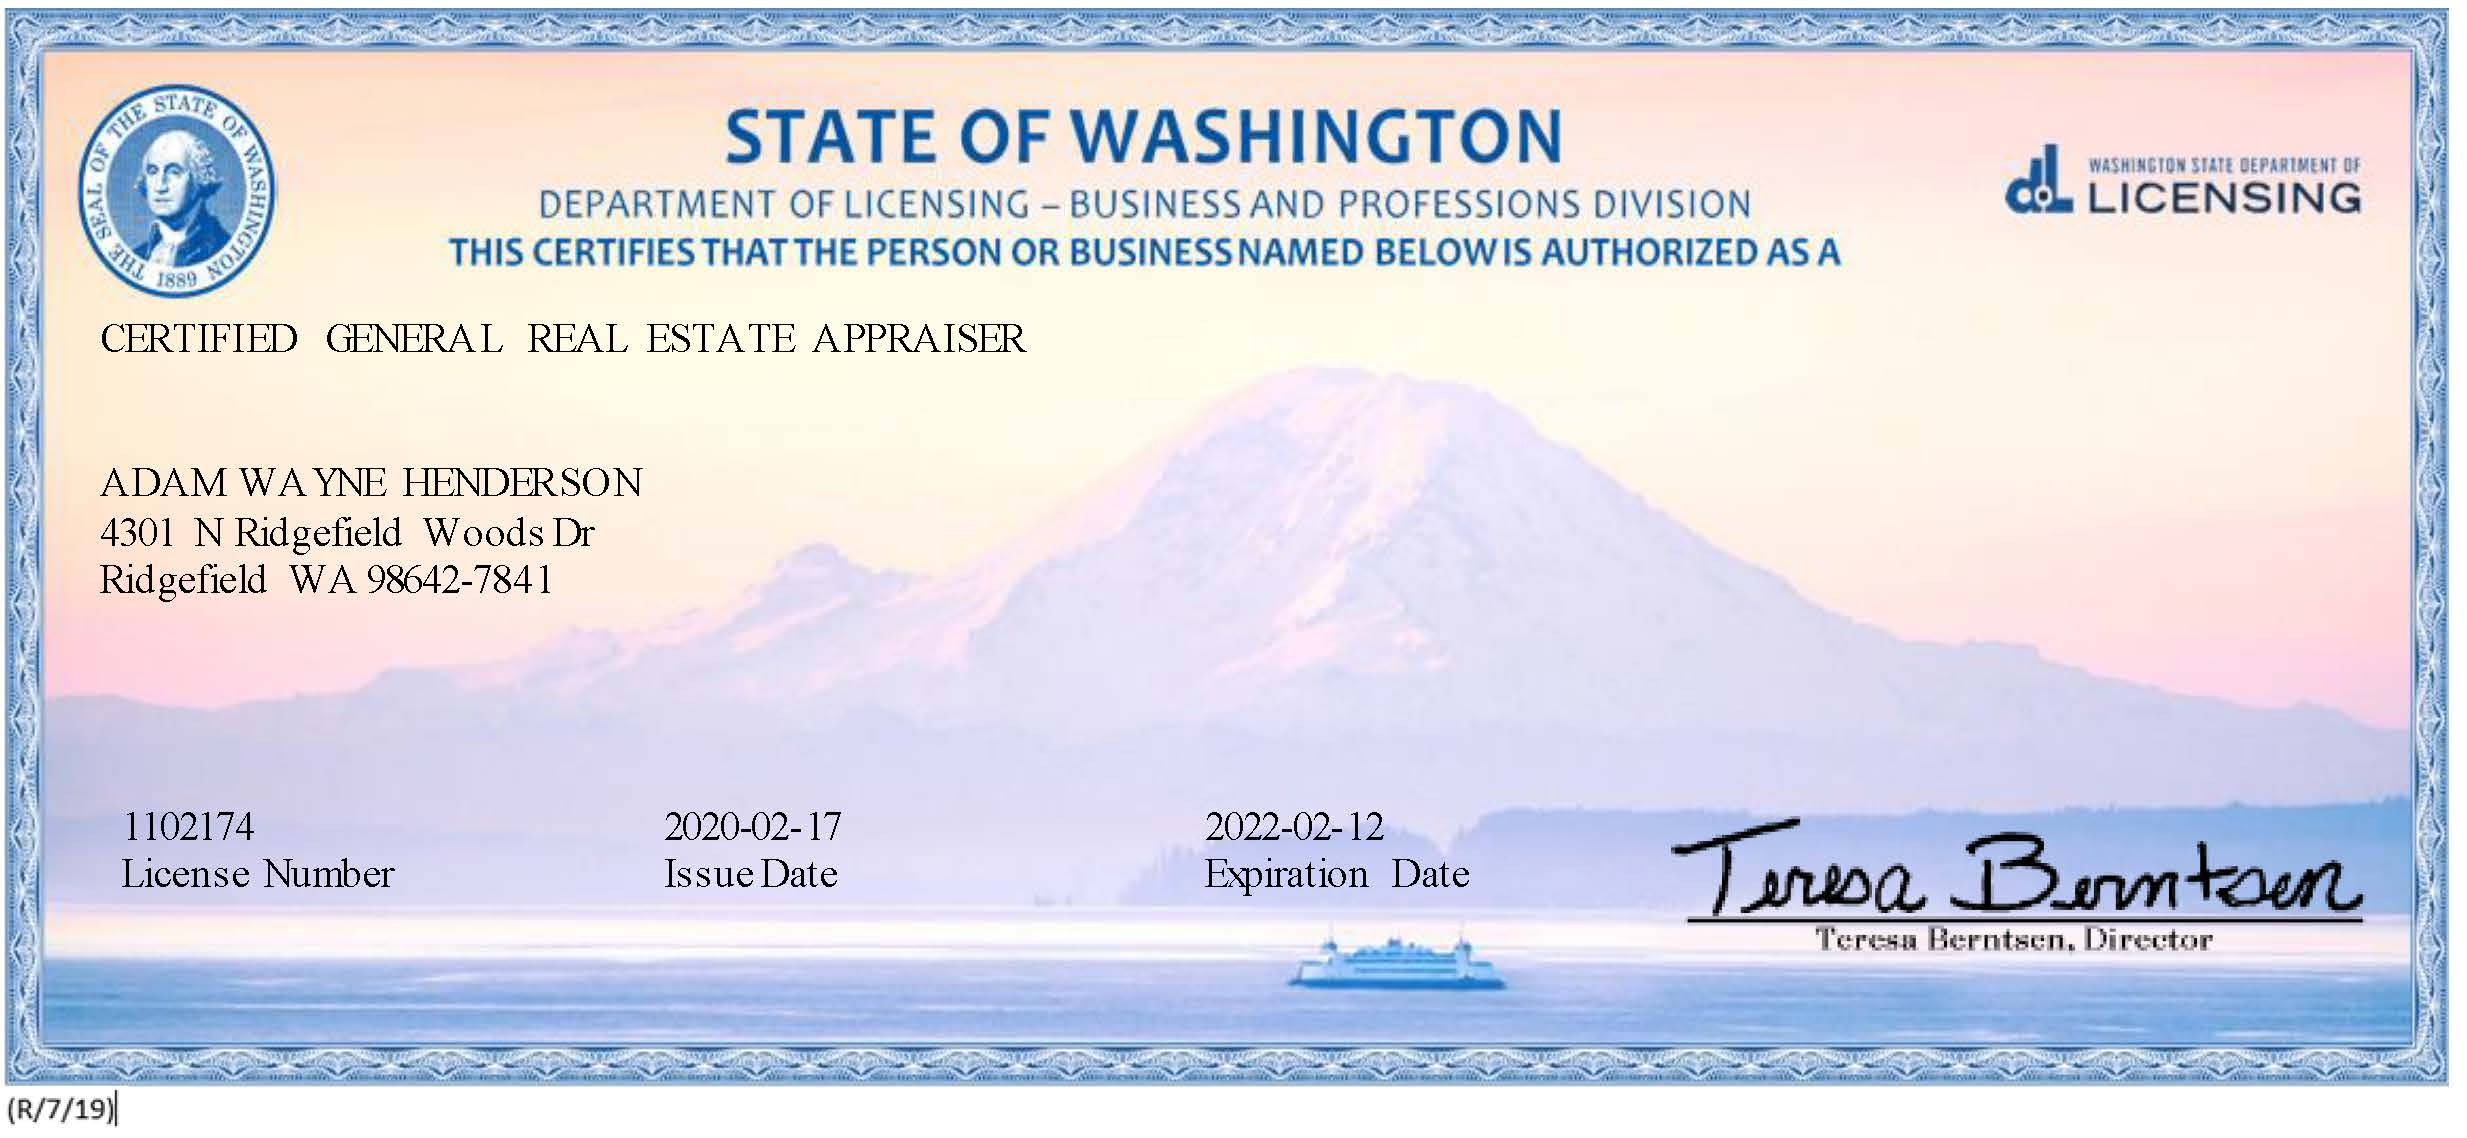 THE SEAL OF THE STATE OF WASHINGTON
1889
STATE OF WASHINGTON
DEPARTMENT OF LICENSING – BUSINESS AND PROFESSIONS DIVISION
THIS CERTIFIES THAT THE PERSON OR BUSINESS NAMED BELOW IS AUTHORIZED AS A
dol WASHINGTON STATE DEPARTMENT OF
LICENSING
CERTIFIED GENERAL REAL ESTATE APPRAISER
ADAM WAYNE HENDERSON
4301 N Ridgefield Woods Dr
Ridgefield WA 98642-7841
1102174 2020-02-17 2022-02-12
License Number Issue Date Expiration Date
Teresa Berntsen
Teresa Berntsen, Director
(R/7/19)